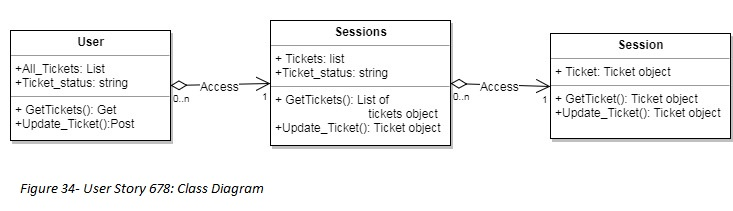 User
+All_Tickets: List
+Ticket_status: string
+ GetTickets(): Get
+Update_Ticket():Post
Access
0..n
1
Sessions
+ Tickets: list
+Ticket_status: string
+ GetTickets(): List of
tickets object
+Update_Ticket(): Ticket object
Access
0..n
1
Session
+ Ticket: Ticket object
+ GetTicket(): Ticket object
+Update_Ticket(): Ticket object
Figure 34- User Story 678: Class Diagram